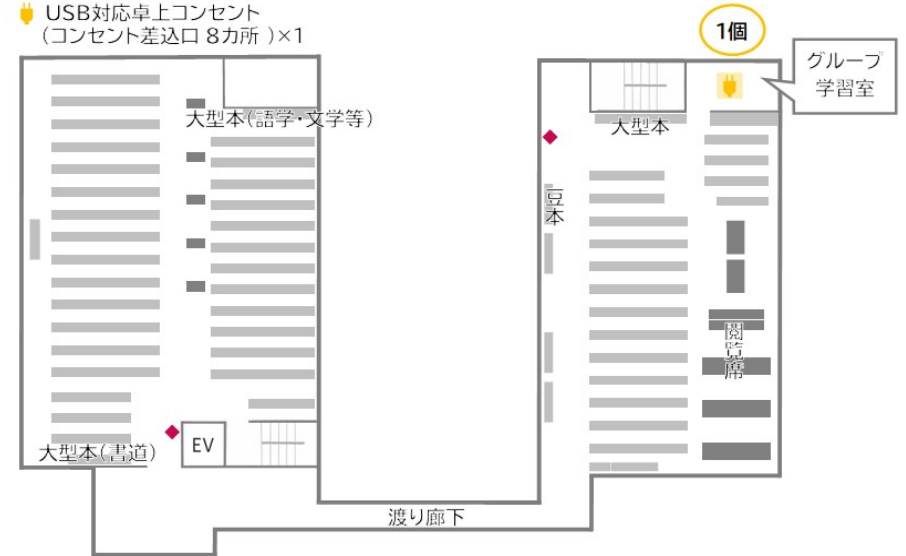 USB対応卓上コンセント
(コンセント差込口 8カ所 )×1
1個
グループ
学習室
大型本(語学・文学等)
大型本
豆本
閲覧席
大型本(書道)
EV
渡り廊下